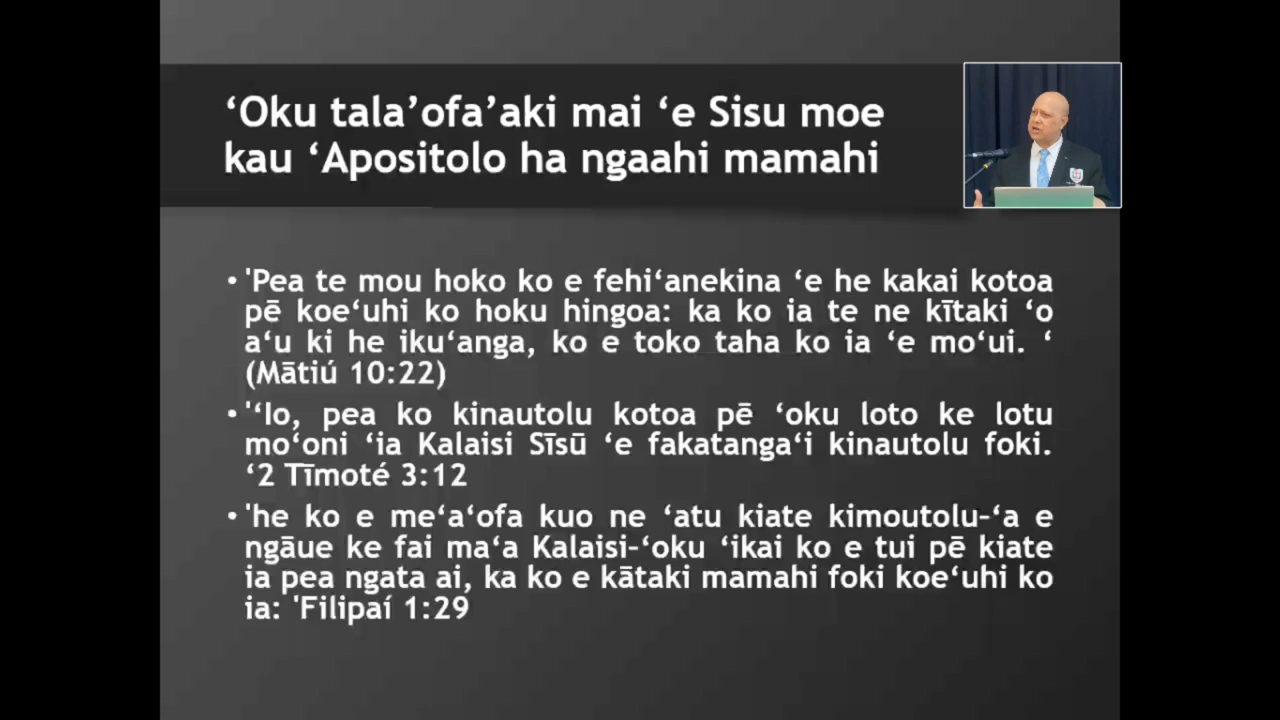 ‘Oku tala’ofa’aki mai ‘e Sisu moe
kau ‘Apositolo ha ngaahi mamahi
• 'Pea te mou hoko ko e fehi‘anekina ‘e he kakai kotoa
pē koe‘uhi ko hoku hingoa: ka ko ia te ne kītaki ‘o
a‘u ki he iku‘anga, ko e toko taha ko ia ‘e mo‘ui. ‘
(Mātiú 10:22)
• '‘Io, pea ko kinautolu kotoa pē ‘oku loto ke lotu
mo‘oni ‘ia Kalaisi Sīsū ‘e fakatanga‘i kinautolu foki.
‘2 Tīmoté 3:12
• 'he ko e me‘a‘ofa kuo ne ‘atu kiate kimoutolu–‘a e
ngāue ke fai ma‘a Kalaisi–‘oku ‘ikai ko e tui pē kiate
ia pea ngata ai, ka ko e kātaki mamahi foki koe‘uhi ko
ia: 'Filipaí 1:29